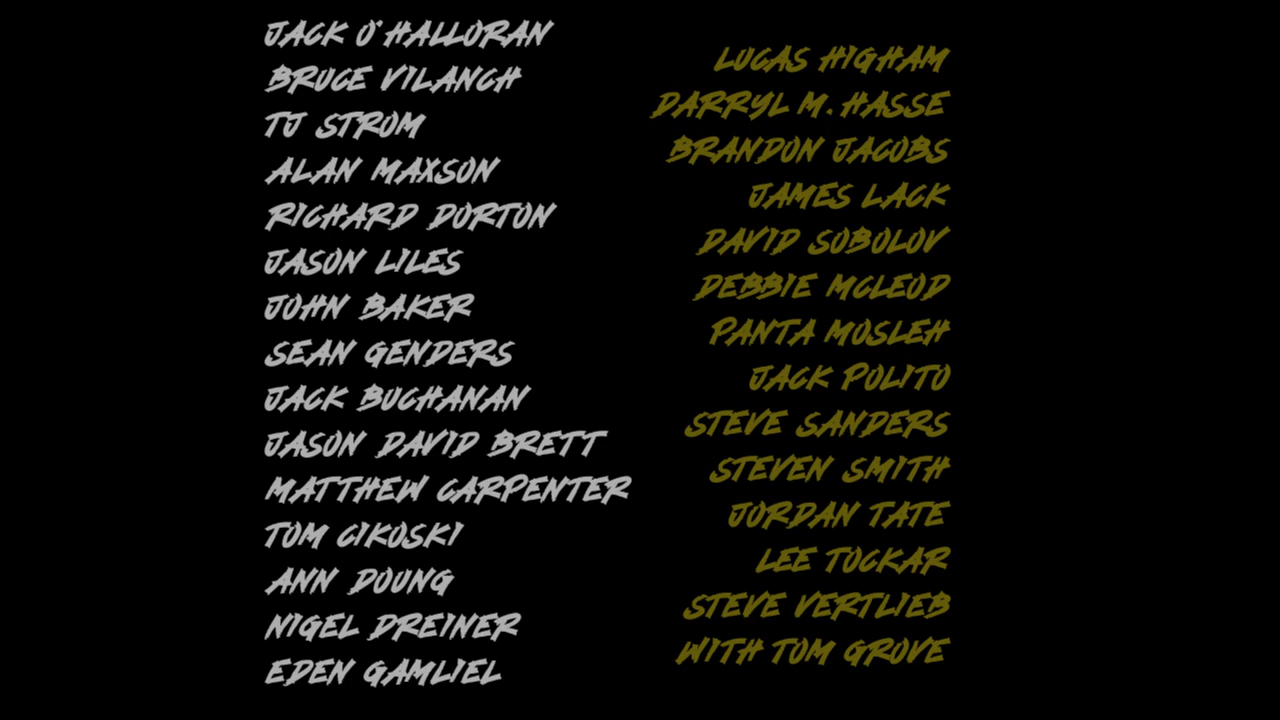 JACK O'HALLORAN
BRUCE VILANCH
TJ STROM
ALAN MAXSON
RICHARD DORTON
JASON LILES
JOHN BAKER
SEAN GENDERS
JACK BUCHANAN
JASON DAVID BRETT
MATTHEW CARPENTER
TOM CIKOSKI
ANN DOUNG
NIGEL DREINER
EDEN GAMLIEL
LUCAS HIGHAM
DARRYL M. HASSE
BRANDON JACOBS
JAMES LACK
DAVID SOBOLOV
DEBBIE MCLEOD
PANTA MOSLEH
JACK POLITO
STEVE SANDERS
STEVEN SMITH
JORDAN TATE
LEE TOCKAR
STEVE VERTLIEB
WITH TOM GROVE